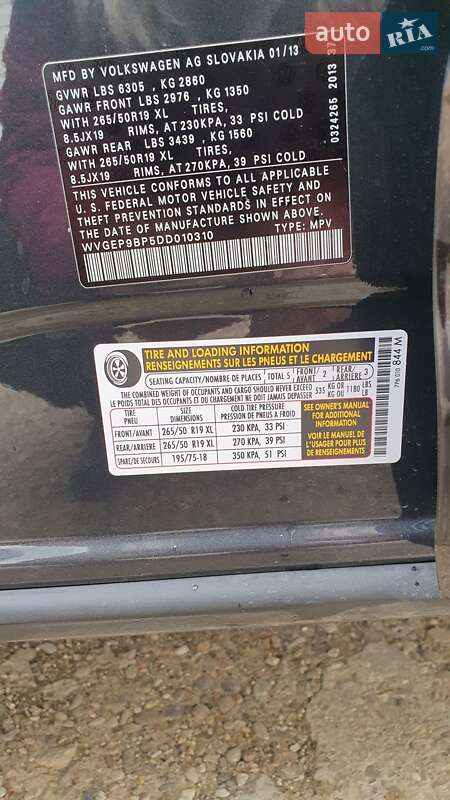 auto RIA .com
MFD BY VOLKSWAGEN AG SLOVAKIA 01/13
GVWR LBS 6305 , KG 2860
GAWR FRONT LBS 2976 , KG 1350
WITH 265/50R19 XL TIRES,
8.5JX19 RIMS, AT 230KPA, 33 PSI COLD
GAWR REAR LBS 3439 , KG 1560
WITH 265/50R19 XL TIRES,
8.5JX19 RIMS, AT 270KPA, 39 PSI COLD
THIS VEHICLE CONFORMS TO ALL APPLICABLE
U.S. FEDERAL MOTOR VEHICLE SAFETY AND
THEFT PREVENTION STANDARDS IN EFFECT ON
THE DATE OF MANUFACTURE SHOWN ABOVE.
WVGEP9BP5DD010310 TYPE: MPV
0324265 2013 37
TIRE AND LOADING INFORMATION
RENSEIGNEMENTS SUR LES PNEUS ET LE CHARGEMENT
SEATING CAPACITY/NOMBRE DE PLACES TOTAL 5 FRONT/AVANT 2 REAR/ARRIERE 3
THE COMBINED WEIGHT OF OCCUPANTS AND CARGO SHOULD NEVER EXCEED 535 KG OR 1180 LBS
LE POIDS TOTAL DES OCCUPANTS ET DU CHARGEMENT NE DOIT JAMAIS DEPASSER KG OU LB
TIRE PNEU SIZE DIMENSIONS COLD TIRE PRESSURE PRESSION DES PNEUS A FROID
FRONT/AVANT 265/50 R19 XL 230 KPA, 33 PSI
REAR/ARRIERE 265/50 R19 XL 270 KPA, 39 PSI
SPARE/DE SECOURS 195/75-18 350 KPA, 51 PSI
SEE OWNER'S MANUAL
FOR ADDITIONAL
INFORMATION
VOIR LE MANUEL DE
L'USAGER POUR PLUS
DE RENSEIGNEMENTS
7P6 010 844 M